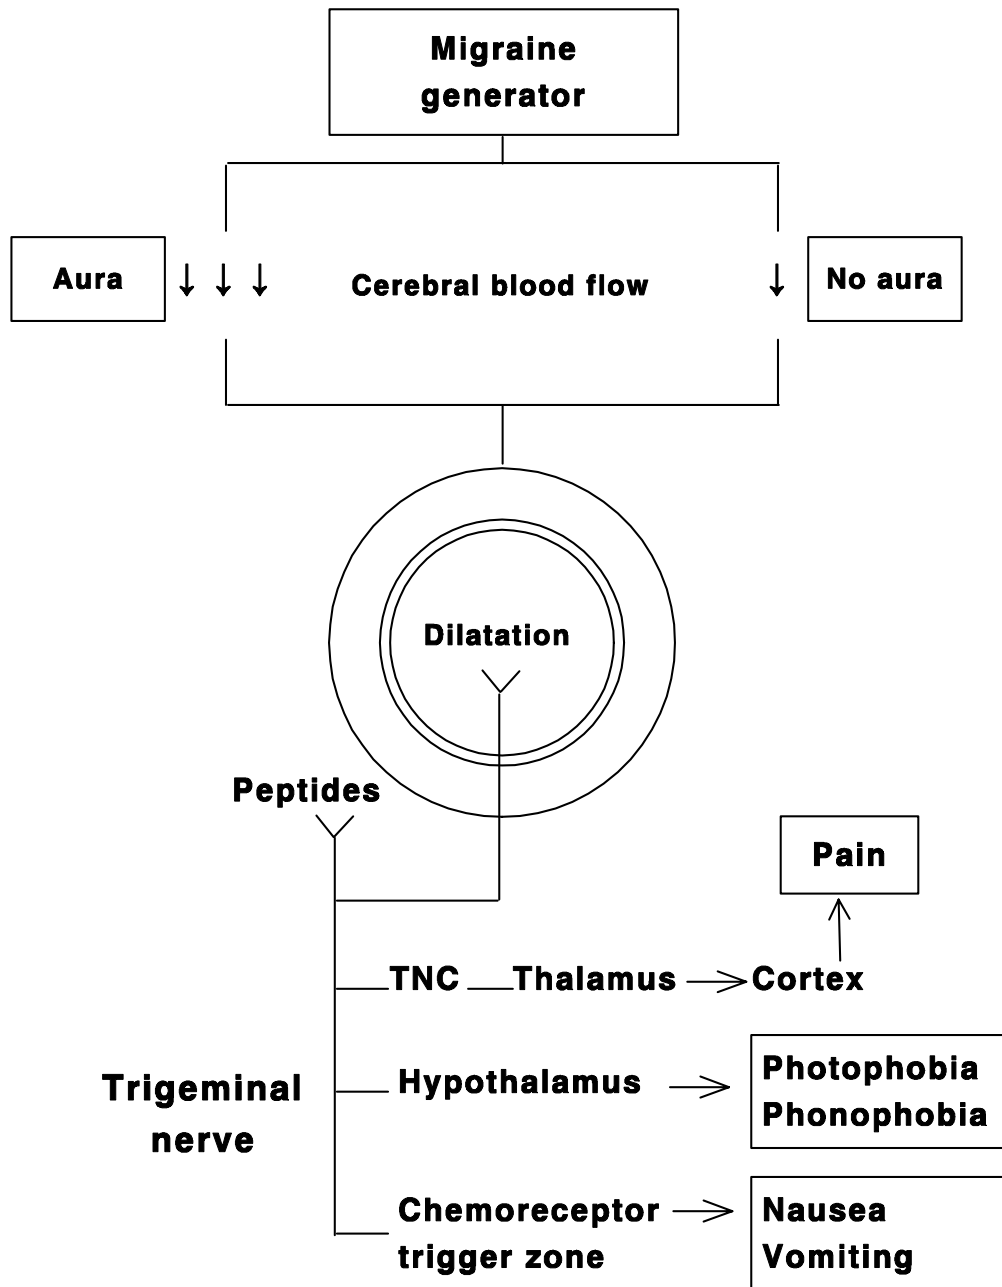 Migraine
generator
Aura
↓ ↓ ↓
Cerebral blood flow
↓
No aura
Dilatation
Peptides
Pain
TNC
Thalamus
Cortex
Trigeminal
nerve
Hypothalamus
Photophobia
Phonophobia
Chemoreceptor
trigger zone
Nausea
Vomiting